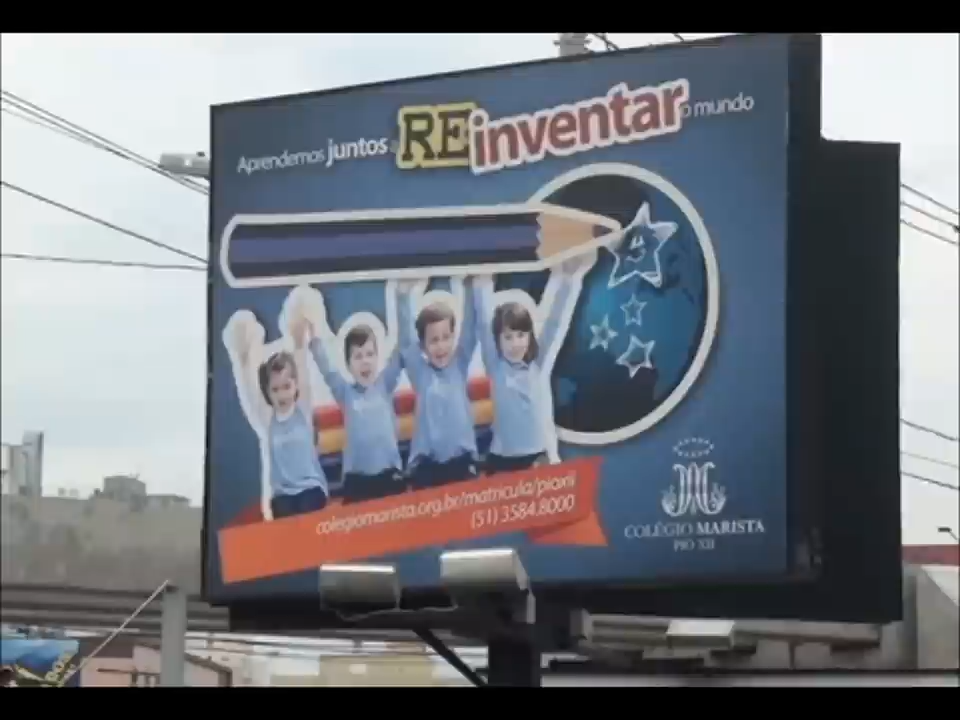 Aprendemos juntos a REinventar o mundo
colegiomarista.org.br/matricula/pioxii
(51) 3584.8000
COLÉGIO MARISTA
PIO XII